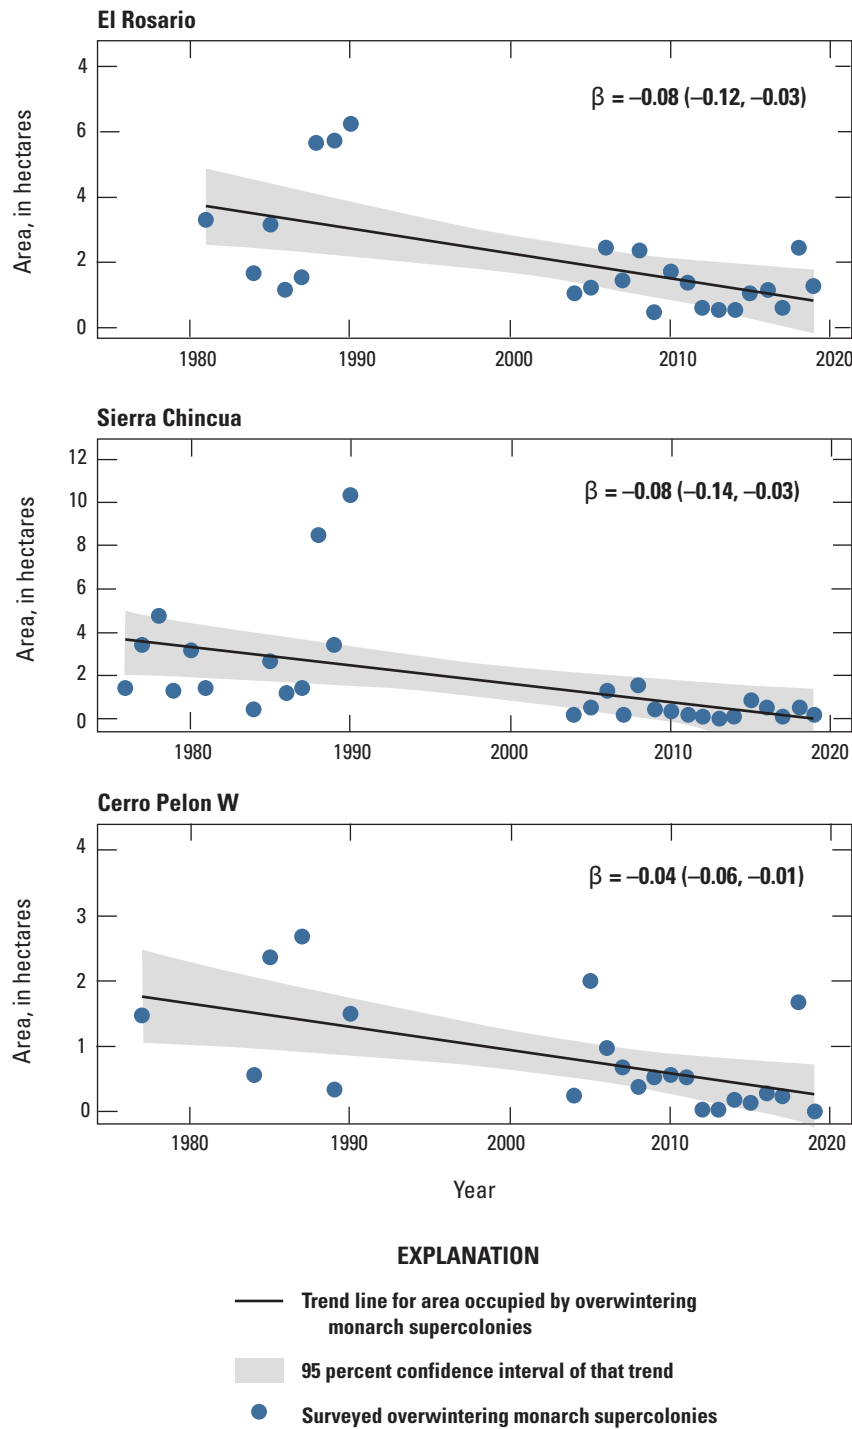 El Rosario
4
6
4
2
0
Area, in hectares
β = –0.08 (–0.12, –0.03)
1980 1990 2000 2010 2020
Sierra Chincua
12
10
8
6
4
2
0
Area, in hectares
β = –0.08 (–0.14, –0.03)
1980 1990 2000 2010 2020
Cerro Pelon W
4
3
2
1
0
Area, in hectares
β = –0.04 (–0.06, –0.01)
1980 1990 2000 2010 2020
Year
EXPLANATION
Trend line for area occupied by overwintering
monarch supercolonies
95 percent confidence interval of that trend
Surveyed overwintering monarch supercolonies